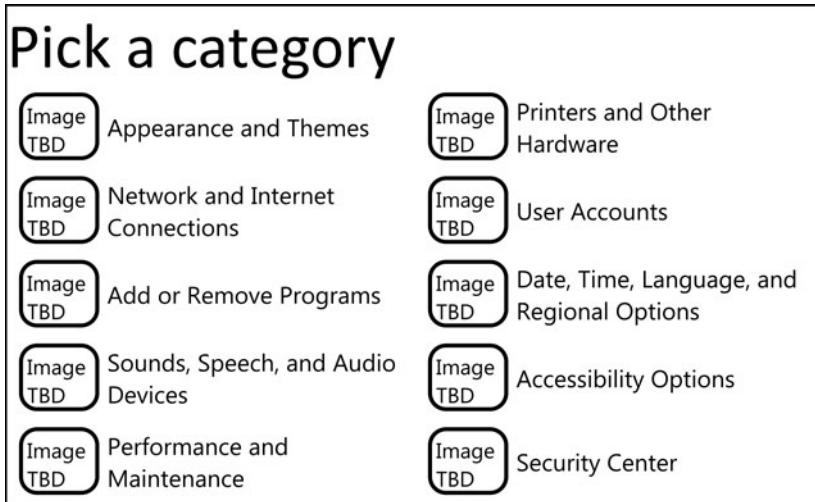 Pick a category
Image
TBD
Appearance and Themes
Image
TBD
Printers and Other
Hardware
Image
TBD
Network and Internet
Connections
Image
TBD
User Accounts
Image
TBD
Add or Remove Programs
Image
TBD
Date, Time, Language, and
Regional Options
Image
TBD
Sounds, Speech, and Audio
Devices
Image
TBD
Accessibility Options
Image
TBD
Performance and
Maintenance
Image
TBD
Security Center